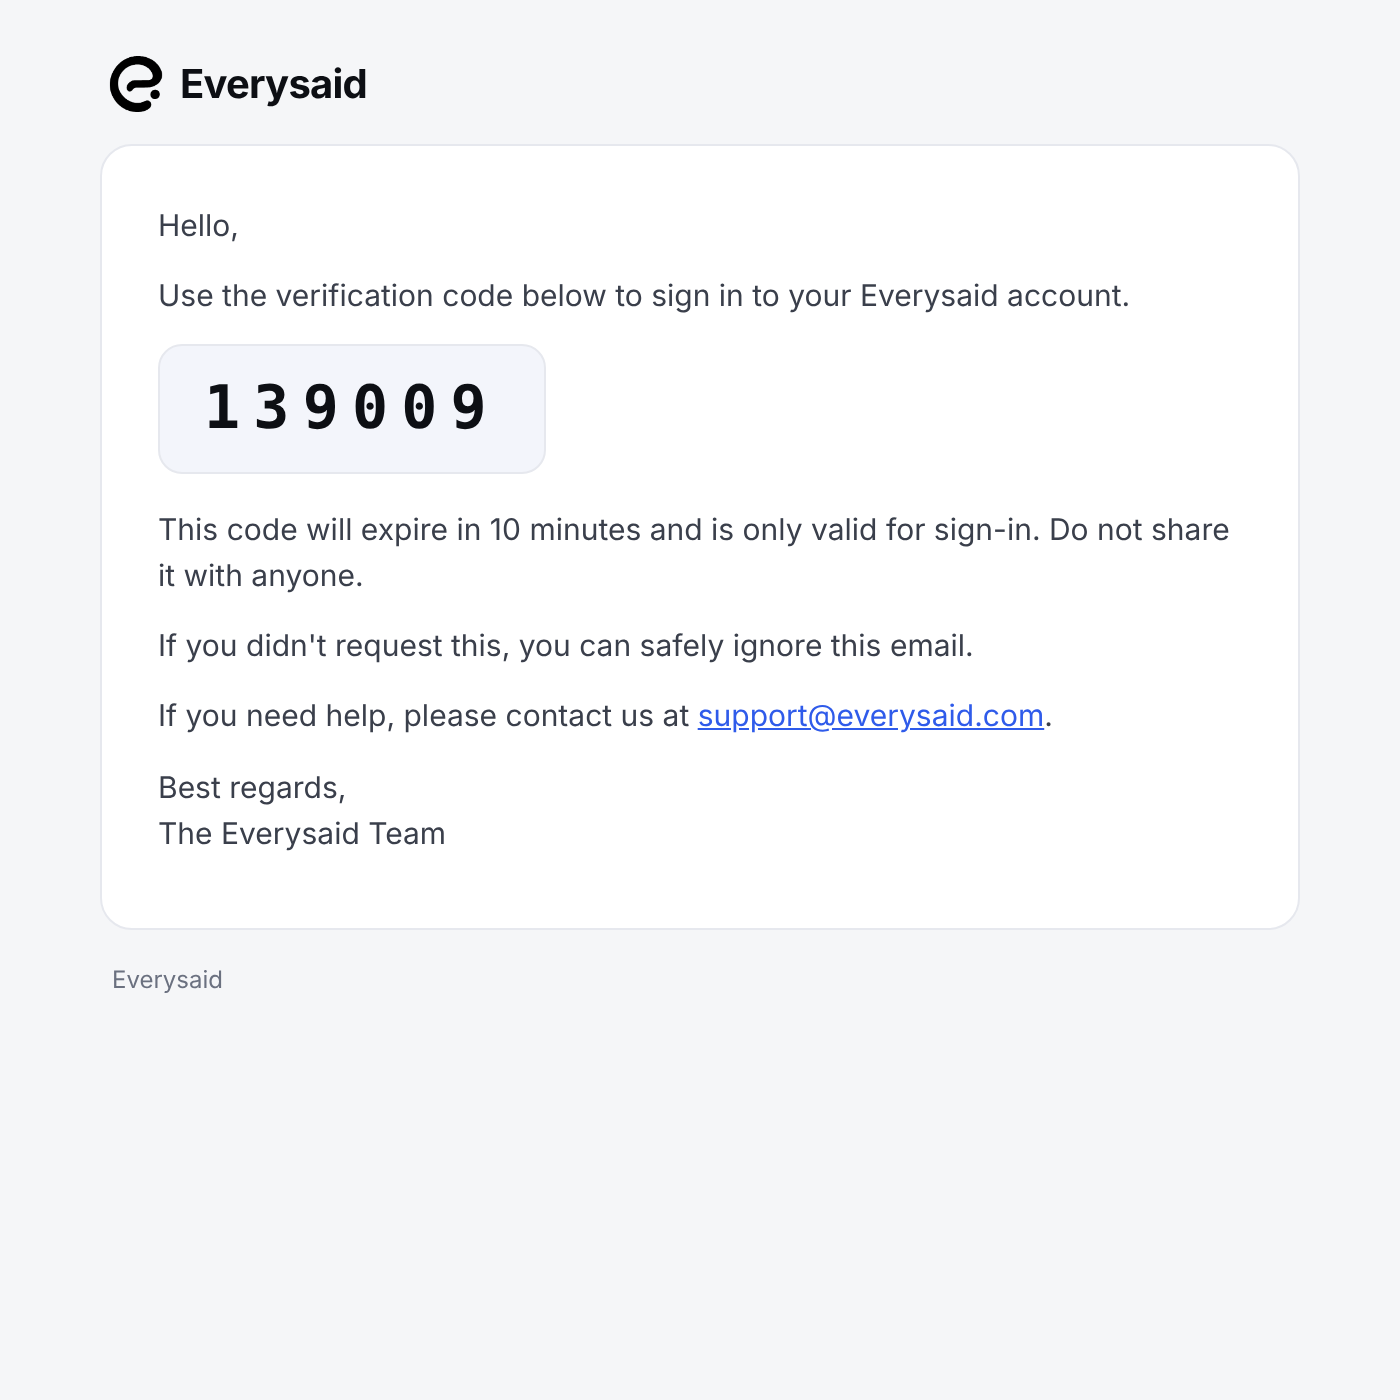 Everysaid
Hello,
Use the verification code below to sign in to your Everysaid account.
139009
This code will expire in 10 minutes and is only valid for sign-in. Do not share
it with anyone.
If you didn't request this, you can safely ignore this email.
If you need help, please contact us at support@everysaid.com.
Best regards,
The Everysaid Team
Everysaid